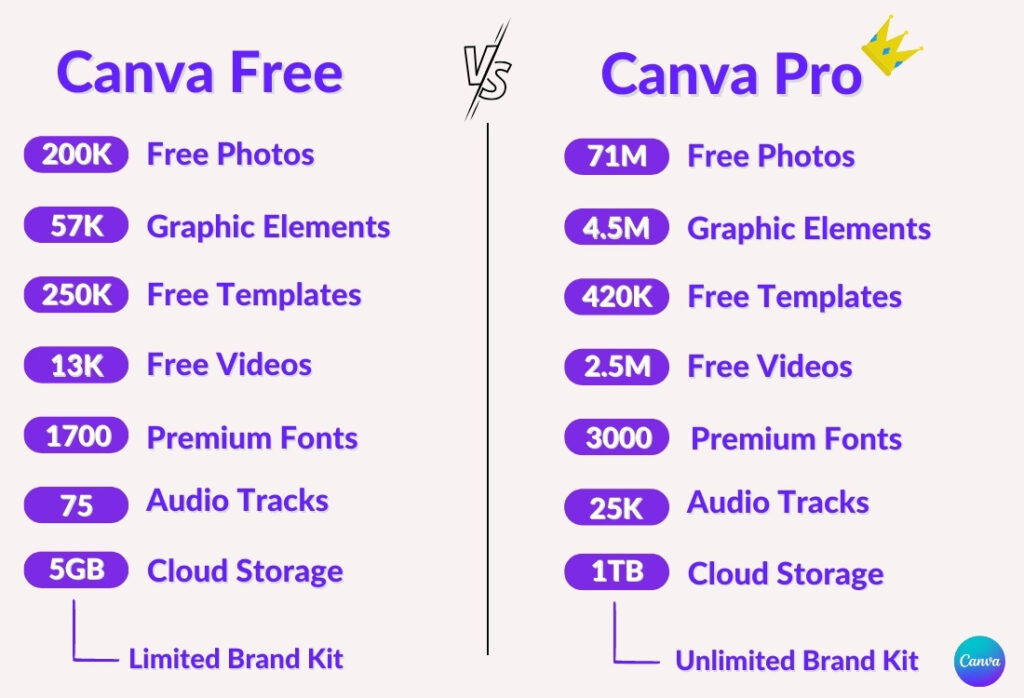 Canva Free
VS
Canva Pro
200K Free Photos
57K Graphic Elements
250K Free Templates
13K Free Videos
1700 Premium Fonts
75 Audio Tracks
5GB Cloud Storage
Limited Brand Kit
71M Free Photos
4.5M Graphic Elements
420K Free Templates
2.5M Free Videos
3000 Premium Fonts
25K Audio Tracks
1TB Cloud Storage
Unlimited Brand Kit
Canva